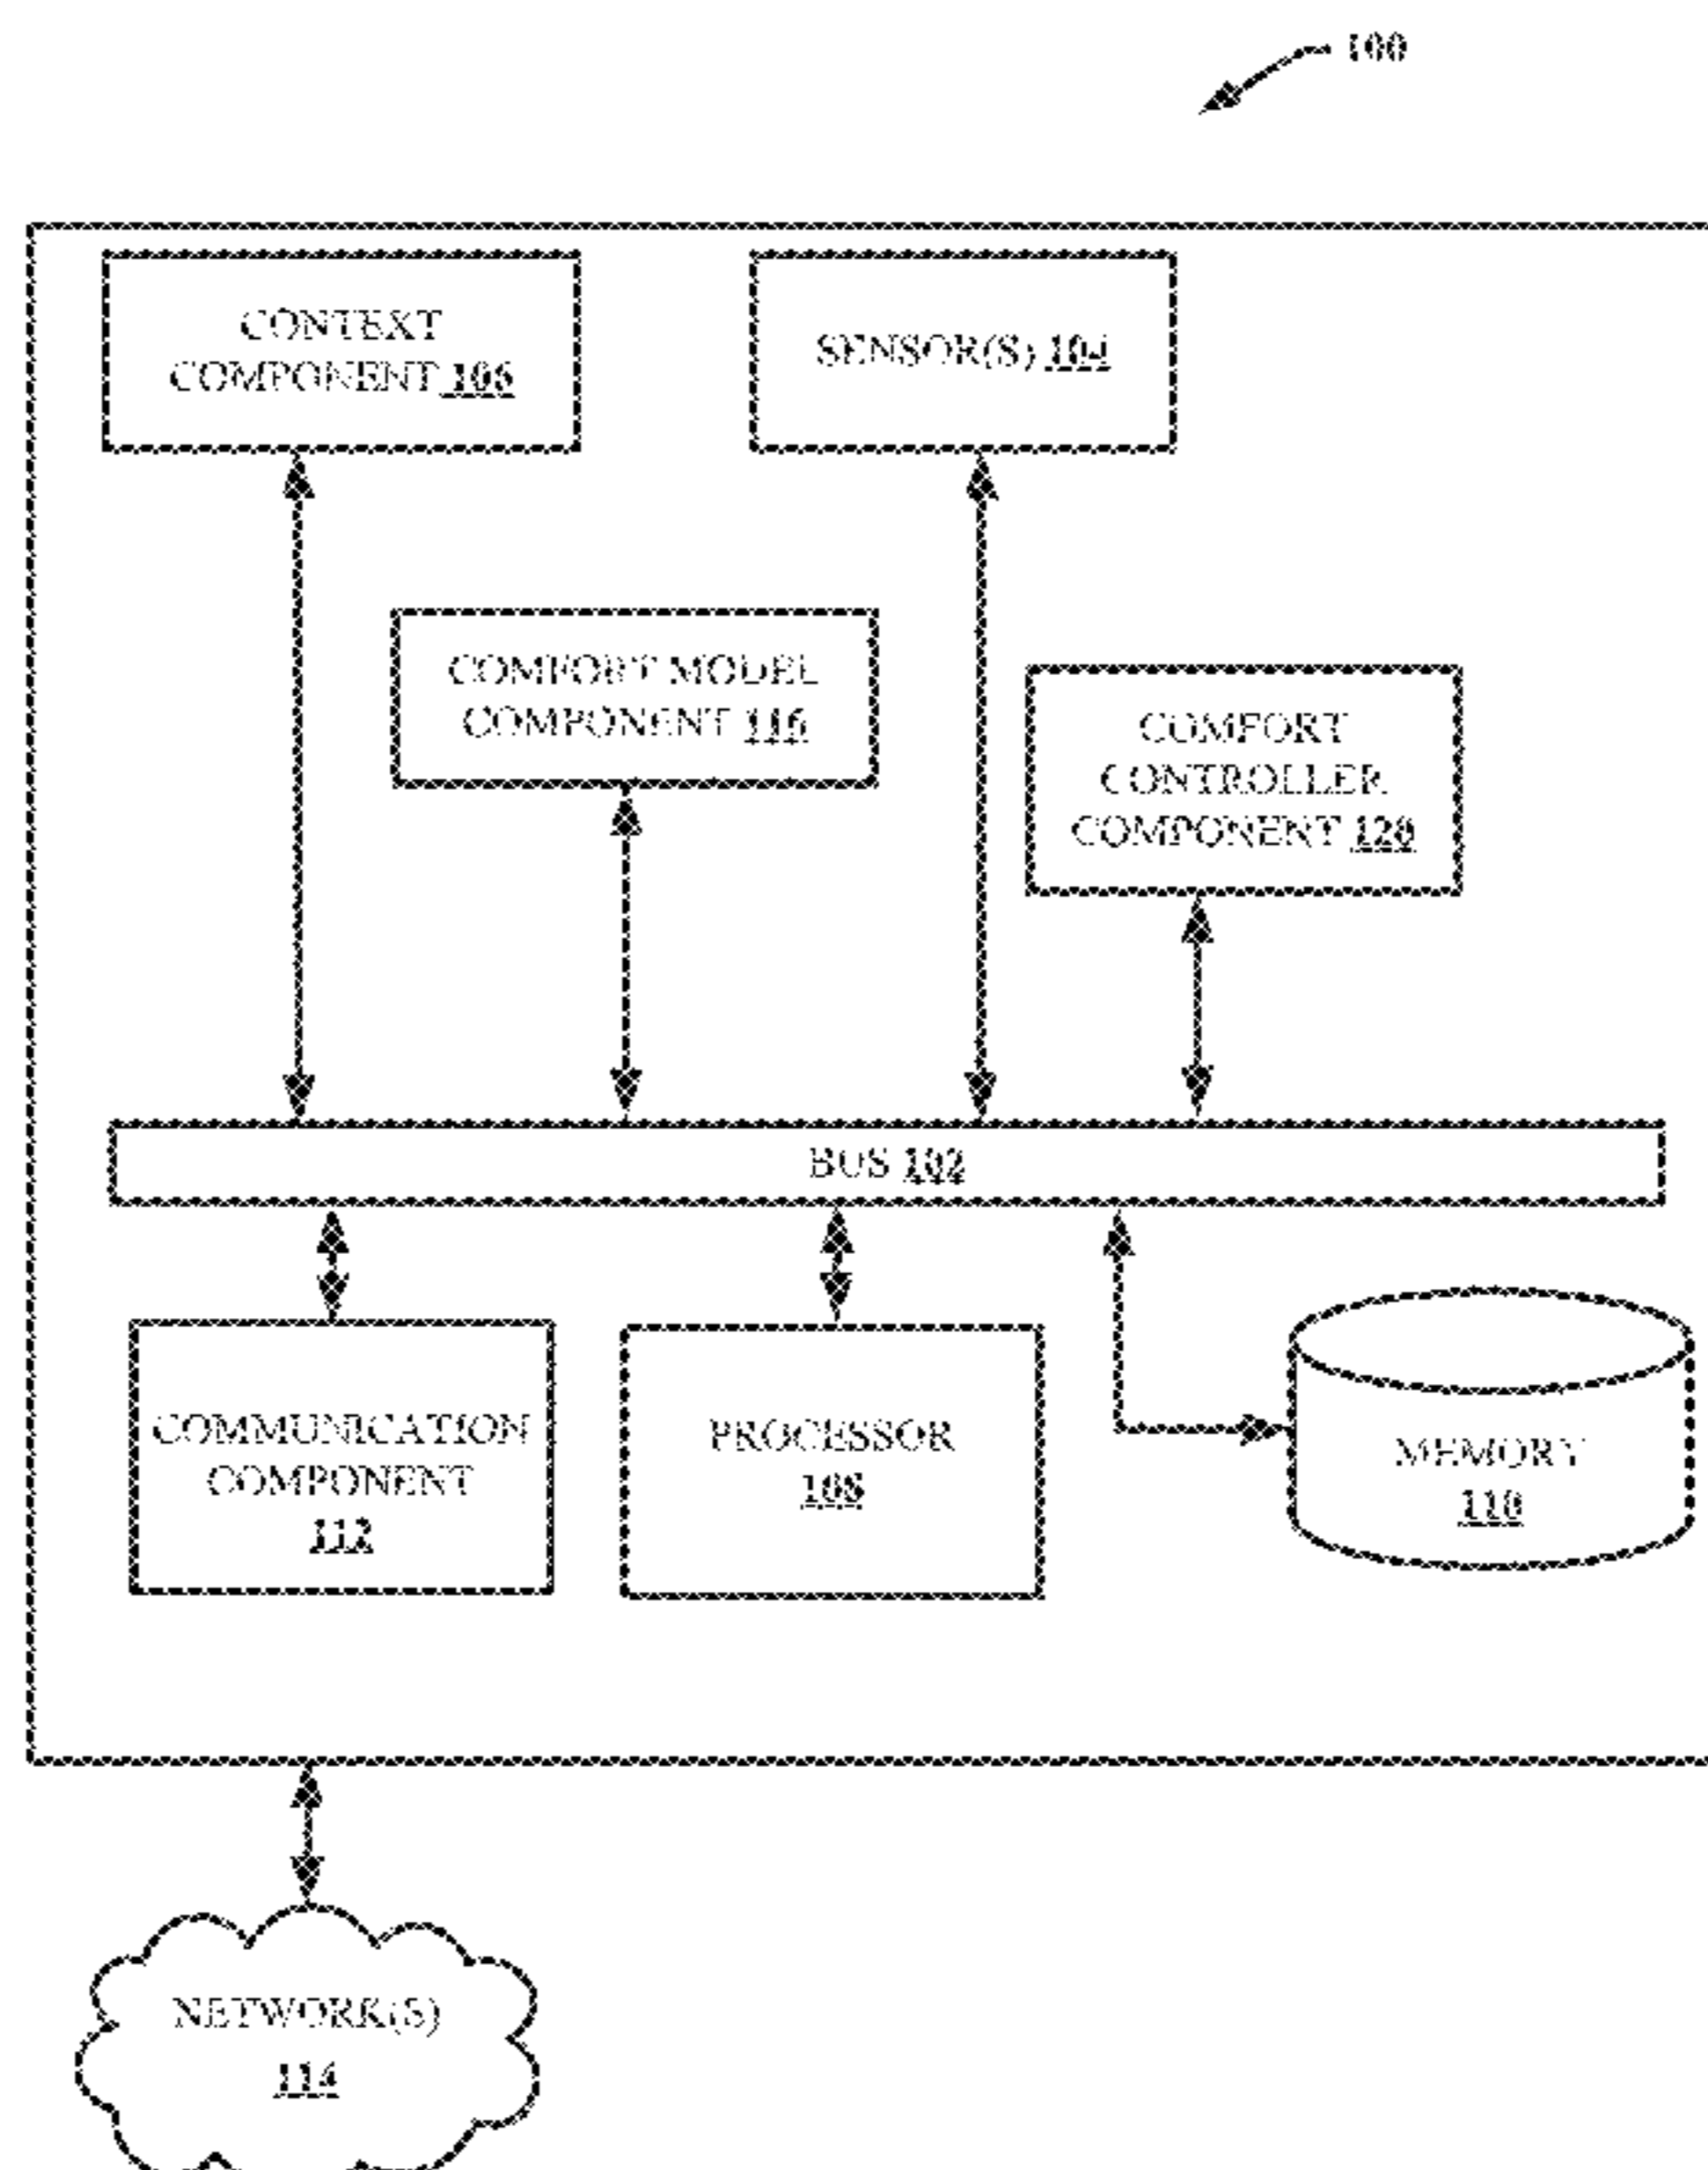 100
CONTEXT
COMPONENT 106
SENSOR(S) 104
COMFORT MODEL
COMPONENT 116
COMFORT
CONTROLLER
COMPONENT 120
BUS 102
COMMUNICATION
COMPONENT
112
PROCESSOR
108
MEMORY
110
NETWORK(S)
114